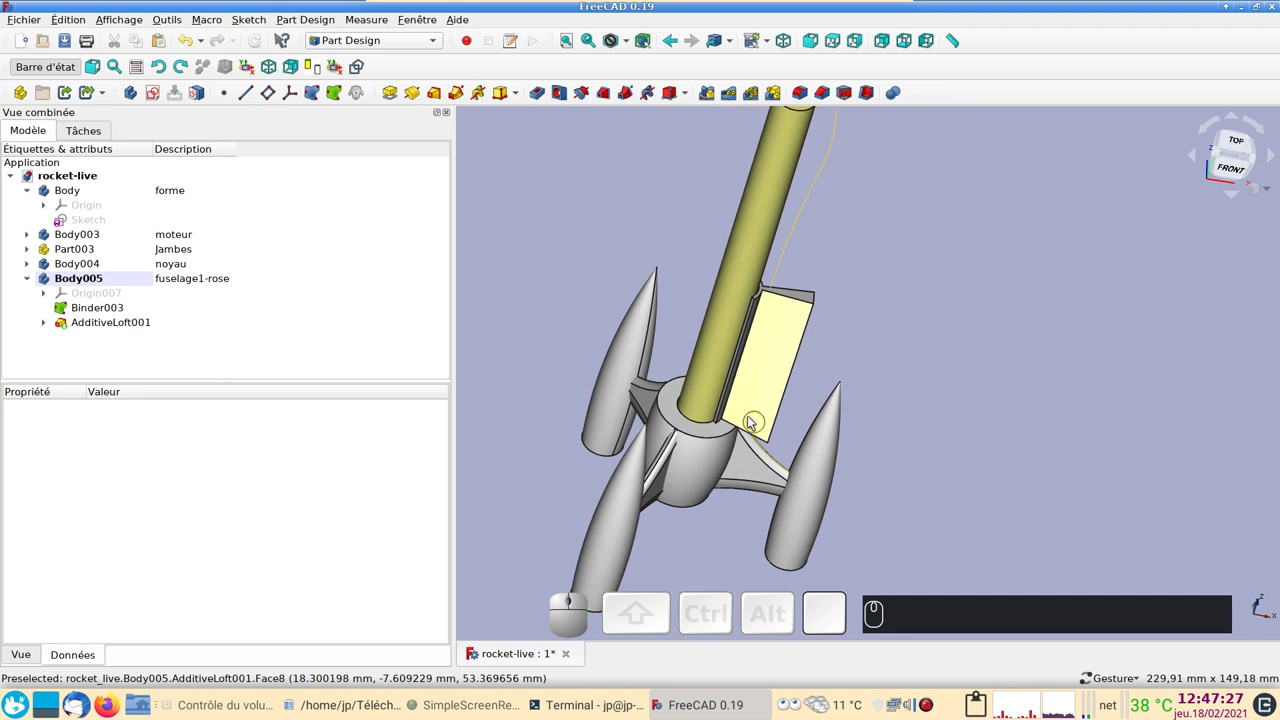 FreeCAD 0.19
Fichier Édition Affichage Outils Macro Sketch Part Design Measure Fenêtre Aide
Part Design
Barre d'état
Vue combinée
Modèle Tâches
Étiquettes & attributs Description
Application
rocket-live
Body forme
Origin
Sketch
Body003 moteur
Part003 Jambes
Body004 noyau
Body005 fuselage1-rose
Origin007
Binder003
AdditiveLoft001
Propriété Valeur
TOP
FRONT
z
x
Ctrl Alt
Vue Données
rocket-live : 1*
Preselected: rocket_live.Body005.AdditiveLoft001.Face8 (18.300198 mm, -7.609229 mm, 53.369656 mm)
Gesture 229,91 mm x 149,18 mm
Contrôle du volu... /home/jp/Téléch... SimpleScreenRe... Terminal - jp@jp-... FreeCAD 0.19 11 °C net 38 °C 12:47:27
jeu.18/02/2021